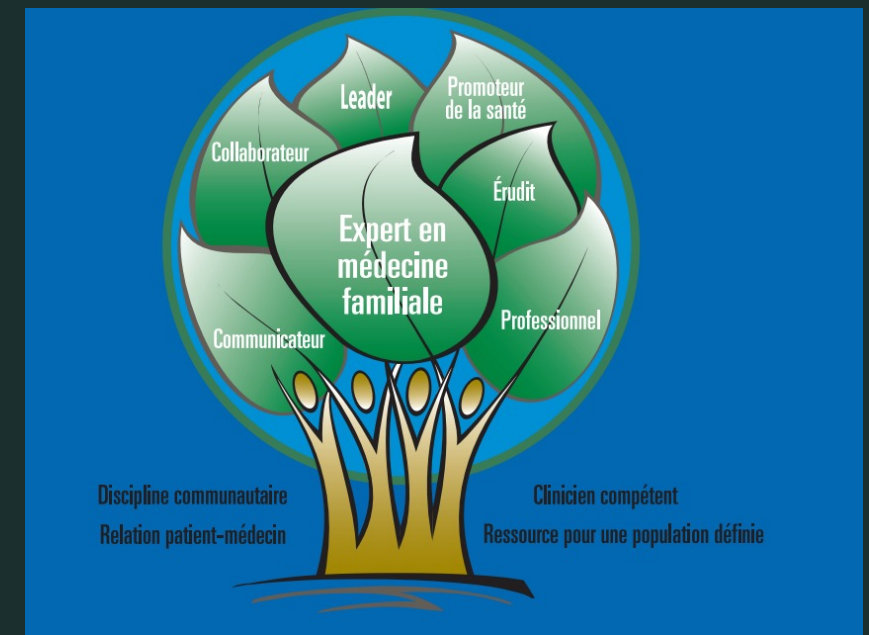 Leader
Promoteur
de la santé
Collaborateur
Érudit
Expert en
médecine
familiale
Communicateur
Professionnel
Discipline communautaire
Relation patient-médecin
Clinicien compétent
Ressource pour une population définie